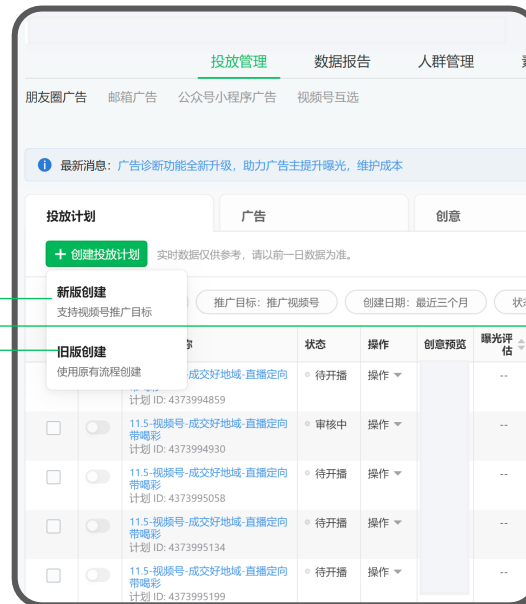 投放管理 数据报告 人群管理
朋友圈广告 邮箱广告 公众号小程序广告 视频号互选
最新消息：广告诊断功能全新升级，助力广告主提升曝光，维护成本
投放计划 广告 创意
+ 创建投放计划 实时数据仅供参考，请以前一日数据为准。
新版创建
支持视频号推广目标
推广目标：推广视频号 创建日期：最近三个月 状
旧版创建
使用原有流程创建
状态 操作 创意预览 曝光评
估
-成交好地域-直播定向 待开播 操作 --
计划 ID: 4373994859
11.5-视频号-成交好地域-直播定向 审核中 操作 --
带喝彩
计划 ID: 4373994930
11.5-视频号-成交好地域-直播定向 待开播 操作 --
带喝彩
计划 ID: 4373995058
11.5-视频号-成交好地域-直播定向 待开播 操作 --
带喝彩
计划 ID: 4373995134
11.5-视频号-成交好地域-直播定向 待开播 操作 --
带喝彩
计划 ID: 4373995199